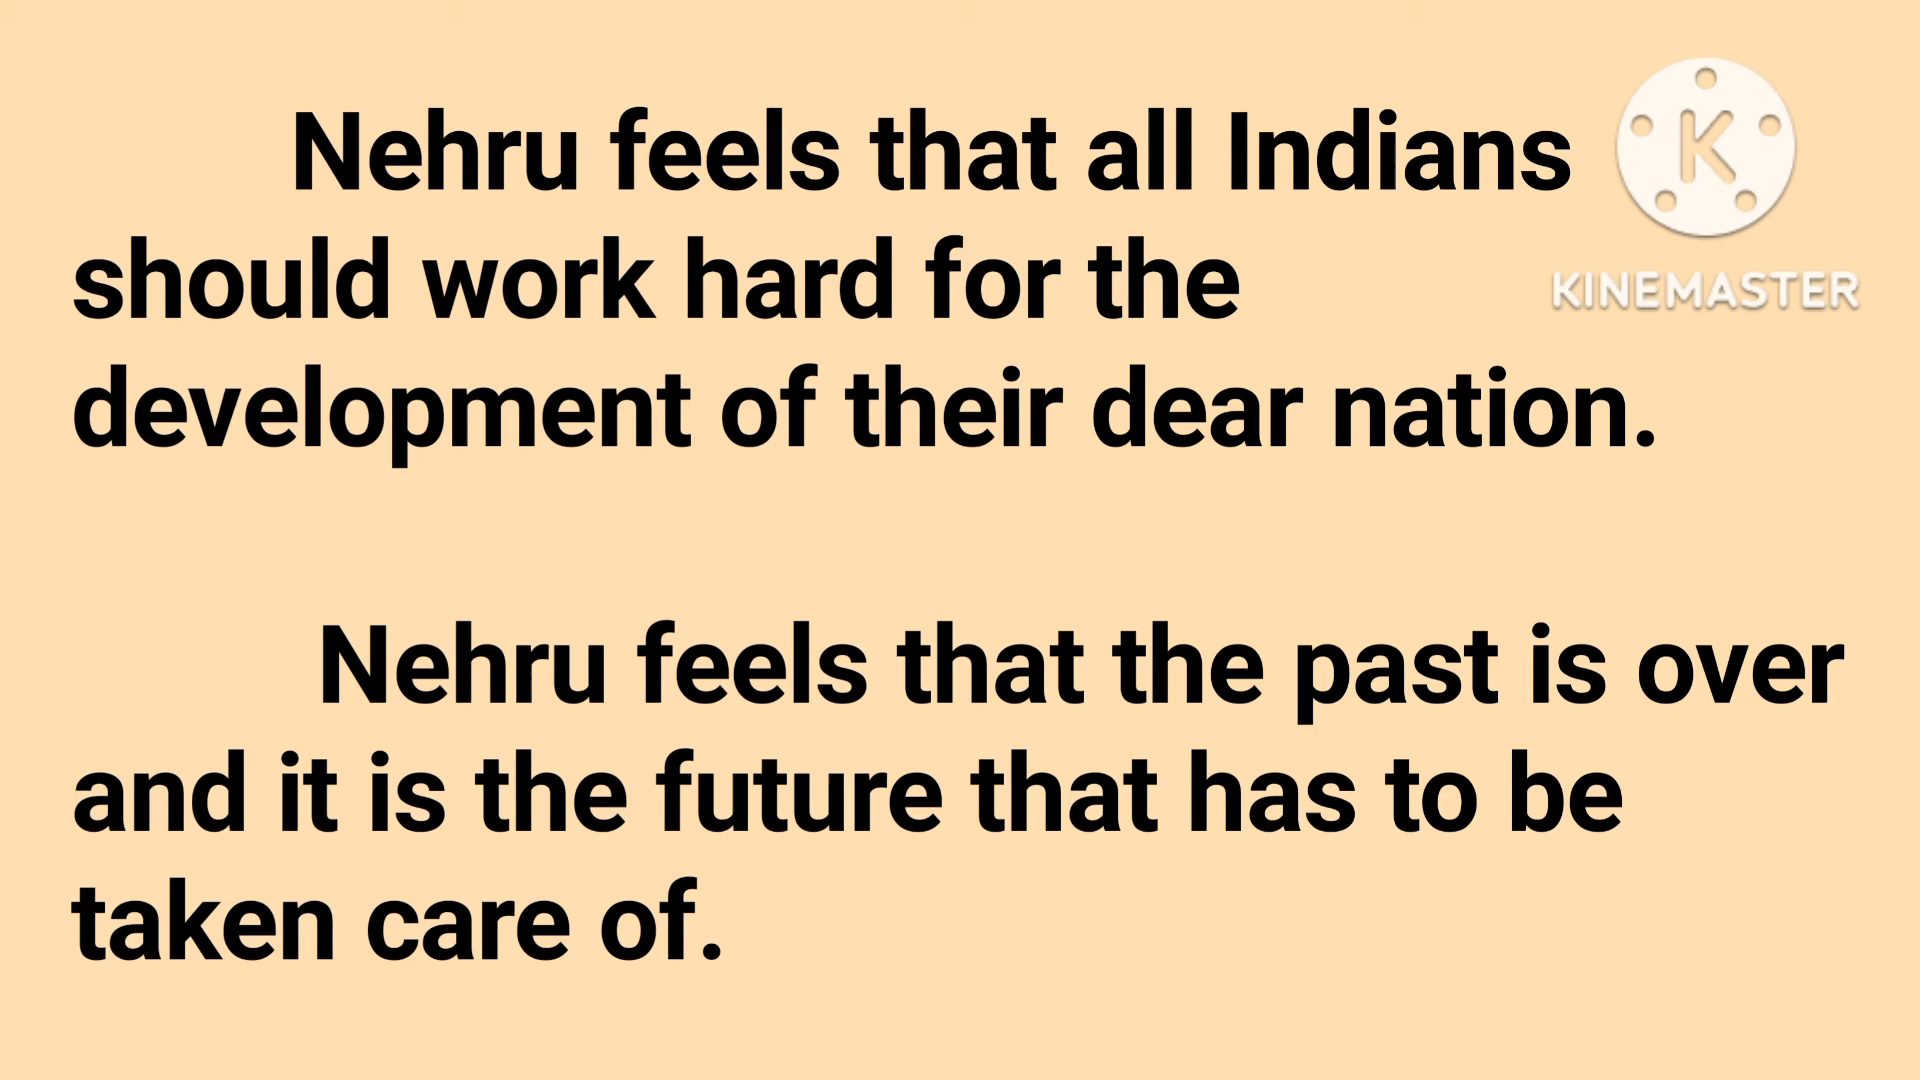 Nehru feels that all Indians
should work hard for the
development of their dear nation.
Nehru feels that the past is over
and it is the future that has to be
taken care of.
K
KINEMASTER